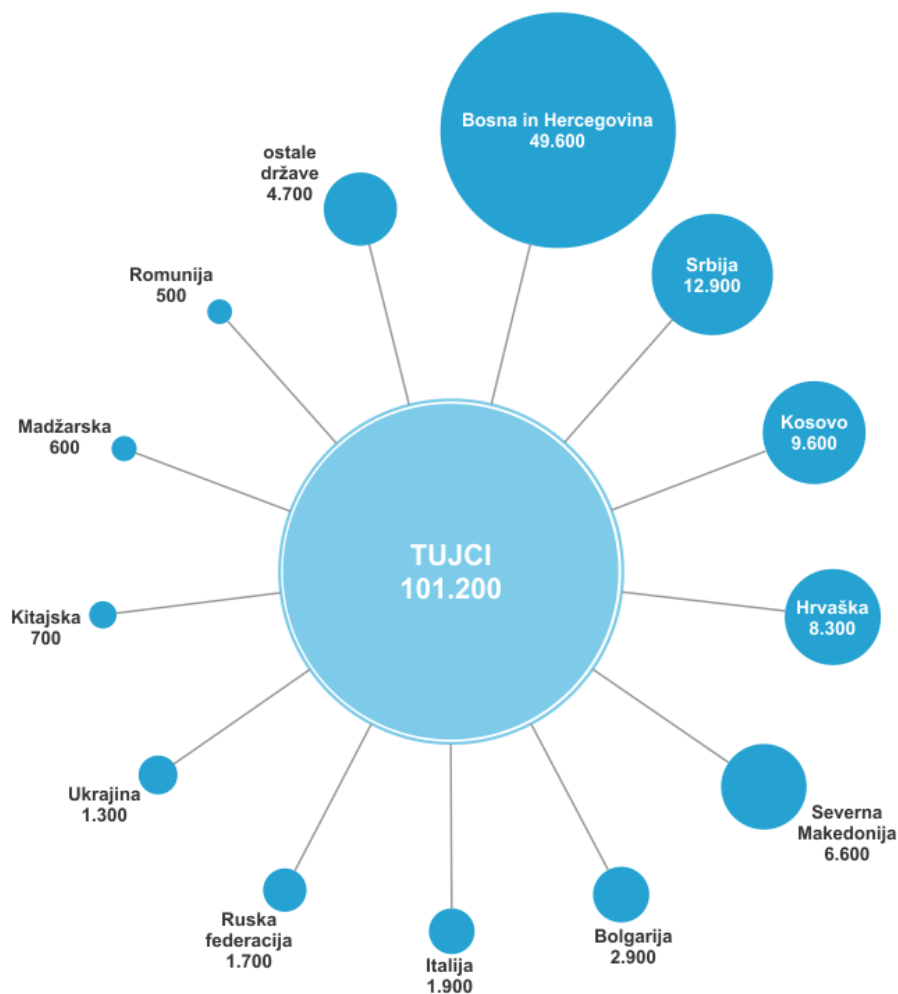 Bosna in Hercegovina
49.600
ostale
države
4.700
Srbija
12.900
Romunija
500
Kosovo
9.600
Madžarska
600
TUJCI
101.200
Hrvaška
8.300
Kitajska
700
Severna
Makedonija
6.600
Ukrajina
1.300
Bolgarija
2.900
Ruska
federacija
1.700
Italija
1.900